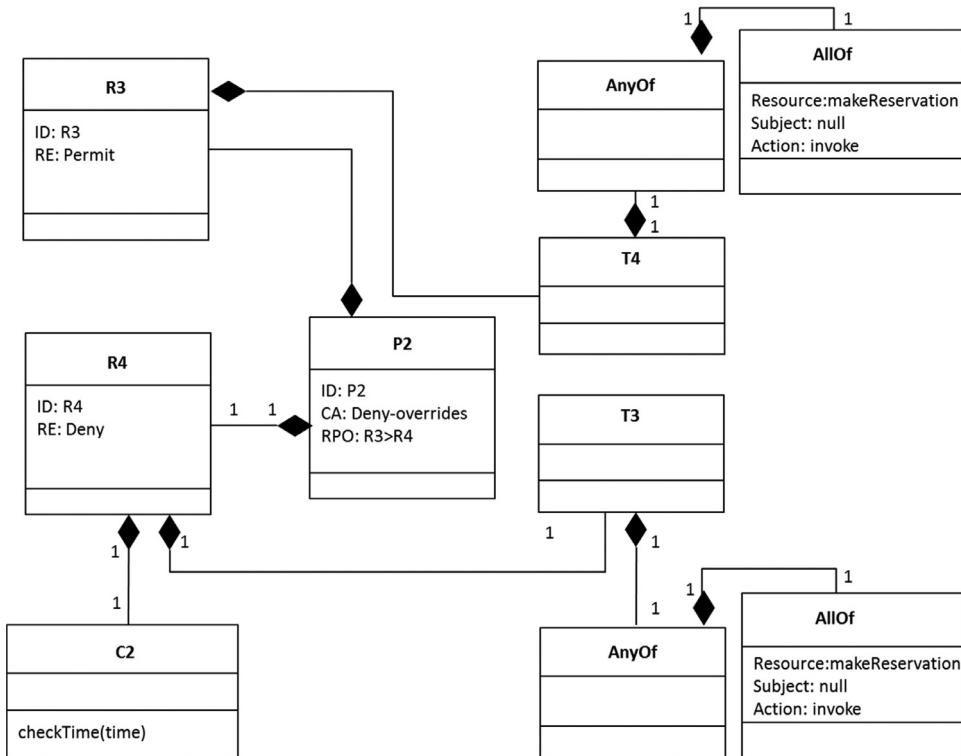 1
1
AllOf
R3
AnyOf
Resource:makeReservation
Subject: null
Action: invoke
ID: R3
RE: Permit
1
1
T4
P2
R4
ID: P2
CA: Deny-overrides
RPO: R3>R4
ID: R4
RE: Deny
1
1
T3
1
1
1
1
1
1
1
1
1
AllOf
C2
AnyOf
Resource:makeReservation
Subject: null
Action: invoke
checkTime(time)